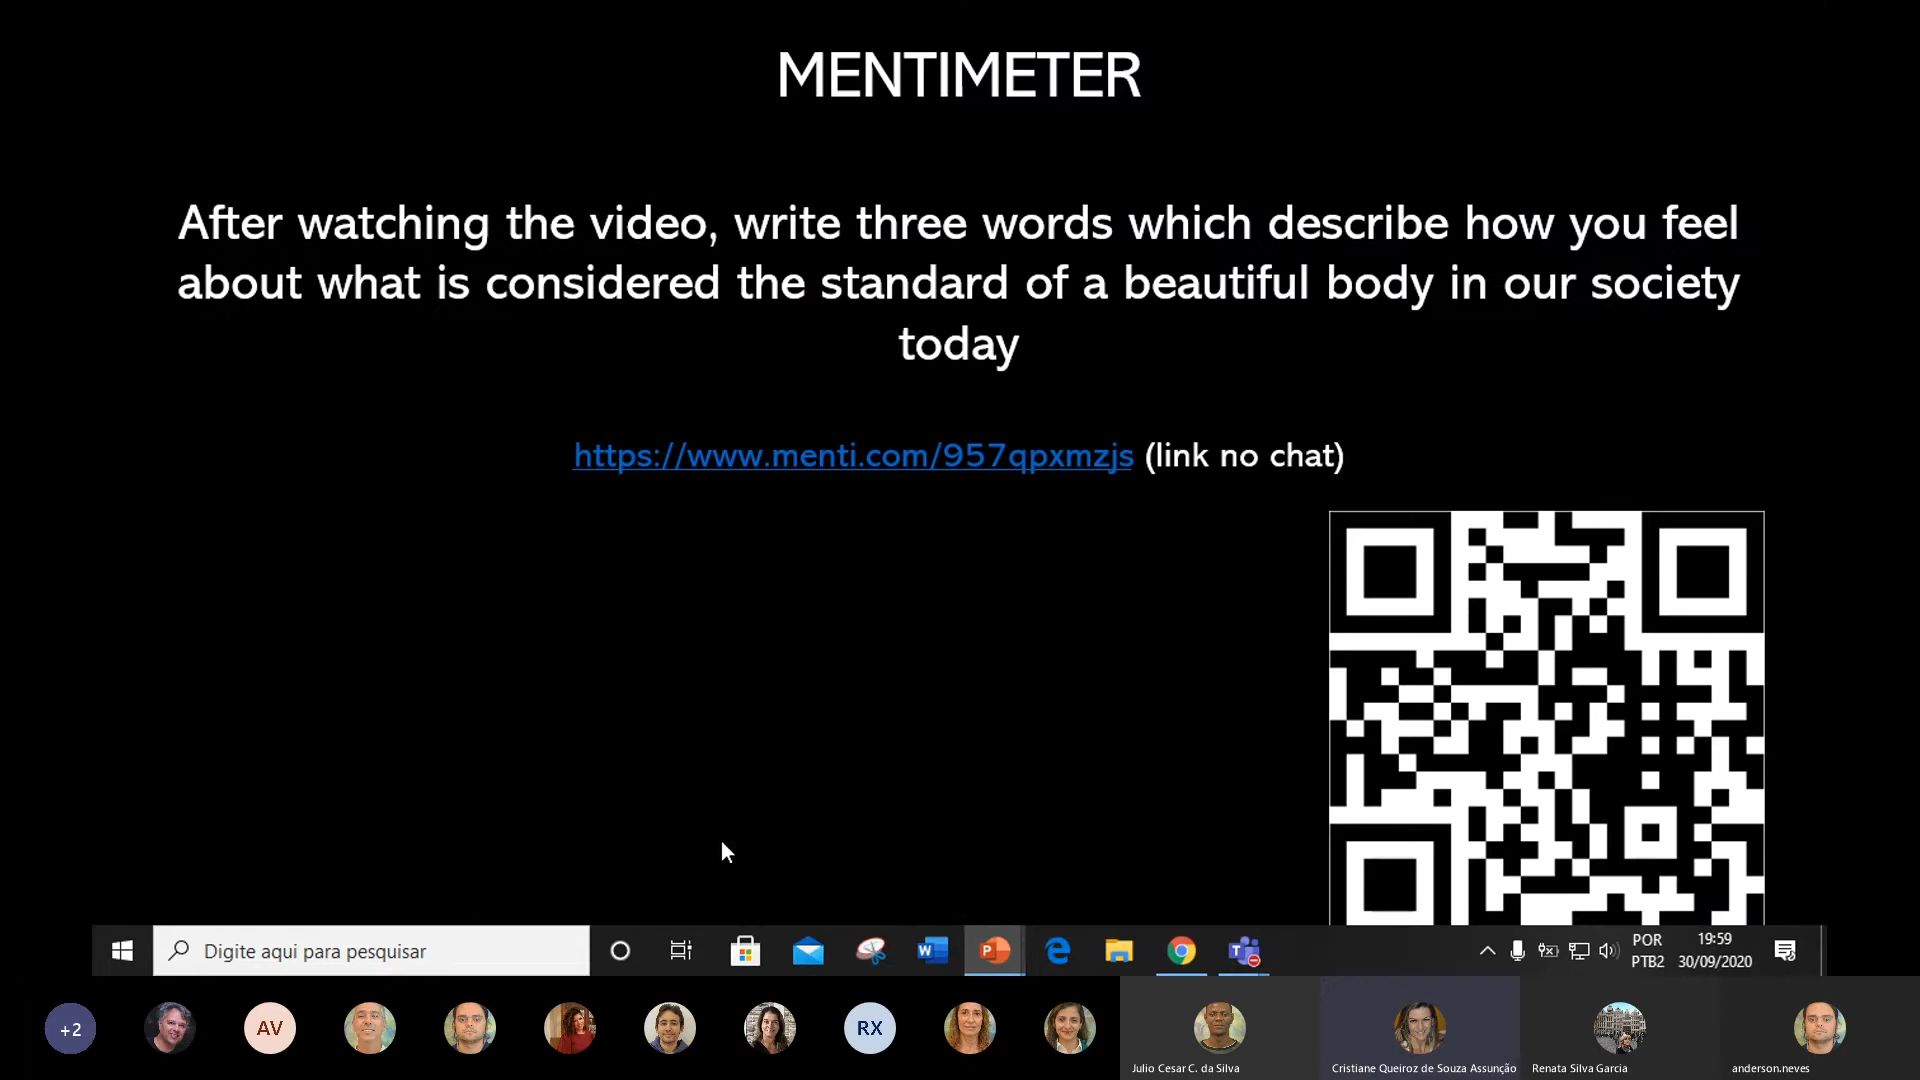 MENTIMETER
After watching the video, write three words which describe how you feel
about what is considered the standard of a beautiful body in our society
today
https://www.menti.com/957qpxmzjs (link no chat)
Digite aqui para pesquisar
POR
PTB2
19:59
30/09/2020
+2
AV
RX
Julio Cesar C. da Silva
Cristiane Queiroz de Souza Assunção
Renata Silva Garcia
anderson.neves